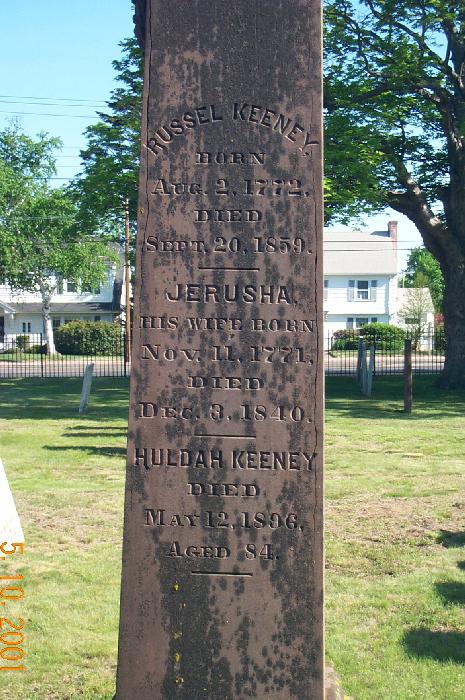 RUSSEL KEENEY,
BORN
AUG. 2, 1772.
DIED
SEPT. 20, 1859.
JERUSHA,
HIS WIFE BORN
NOV. 11, 1771,
DIED
DEC. 3, 1840.
HULDAH KEENEY
DIED
MAY 12, 1896,
AGED 84.
5.10.2001